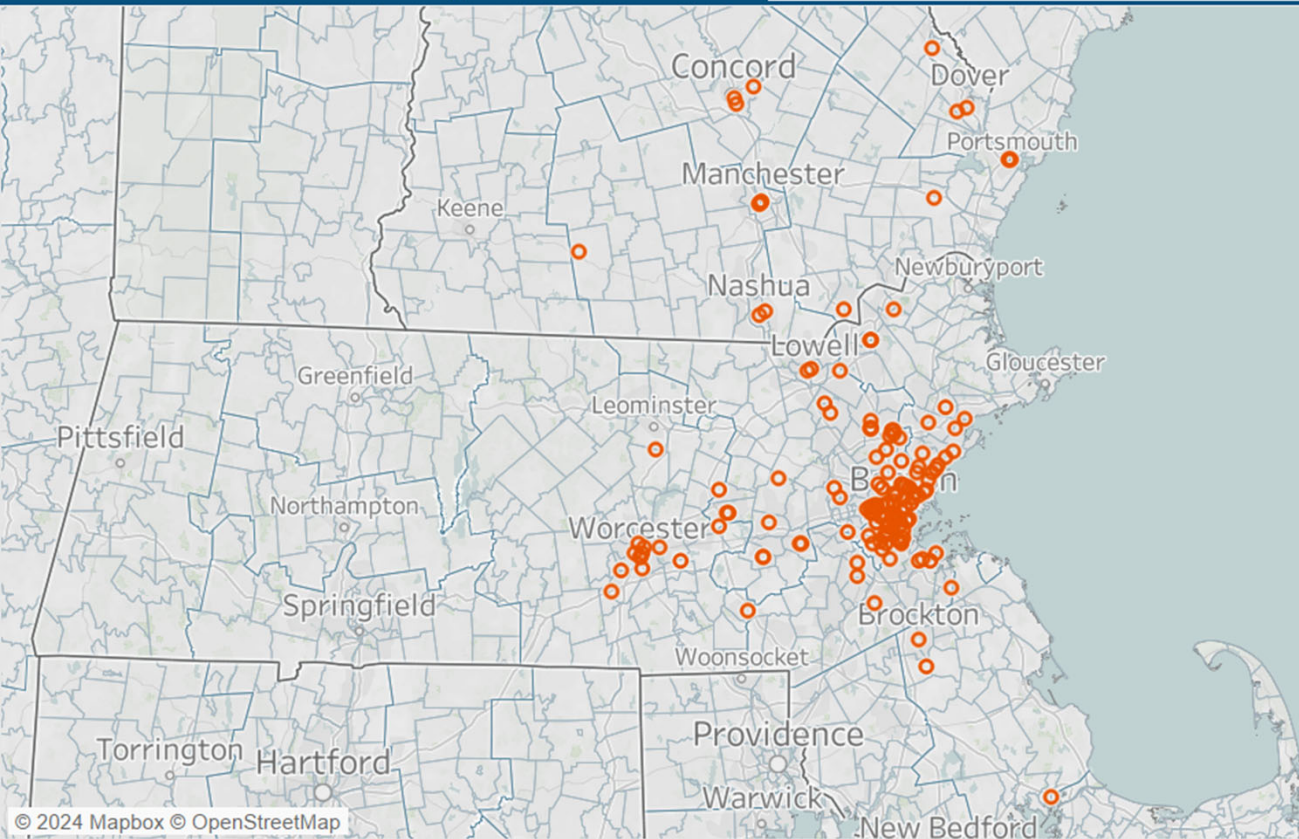 Concord
Dover
Portsmouth
Manchester
Keene
Newburyport
Nashua
Lowell
Gloucester
Greenfield
Leominster
Pittsfield
B n
Northampton
Worcester
Springfield
Brockton
Woonsocket
Providence
Torrington
Hartford
Warwick
© 2024 Mapbox © OpenStreetMap
New Bedford